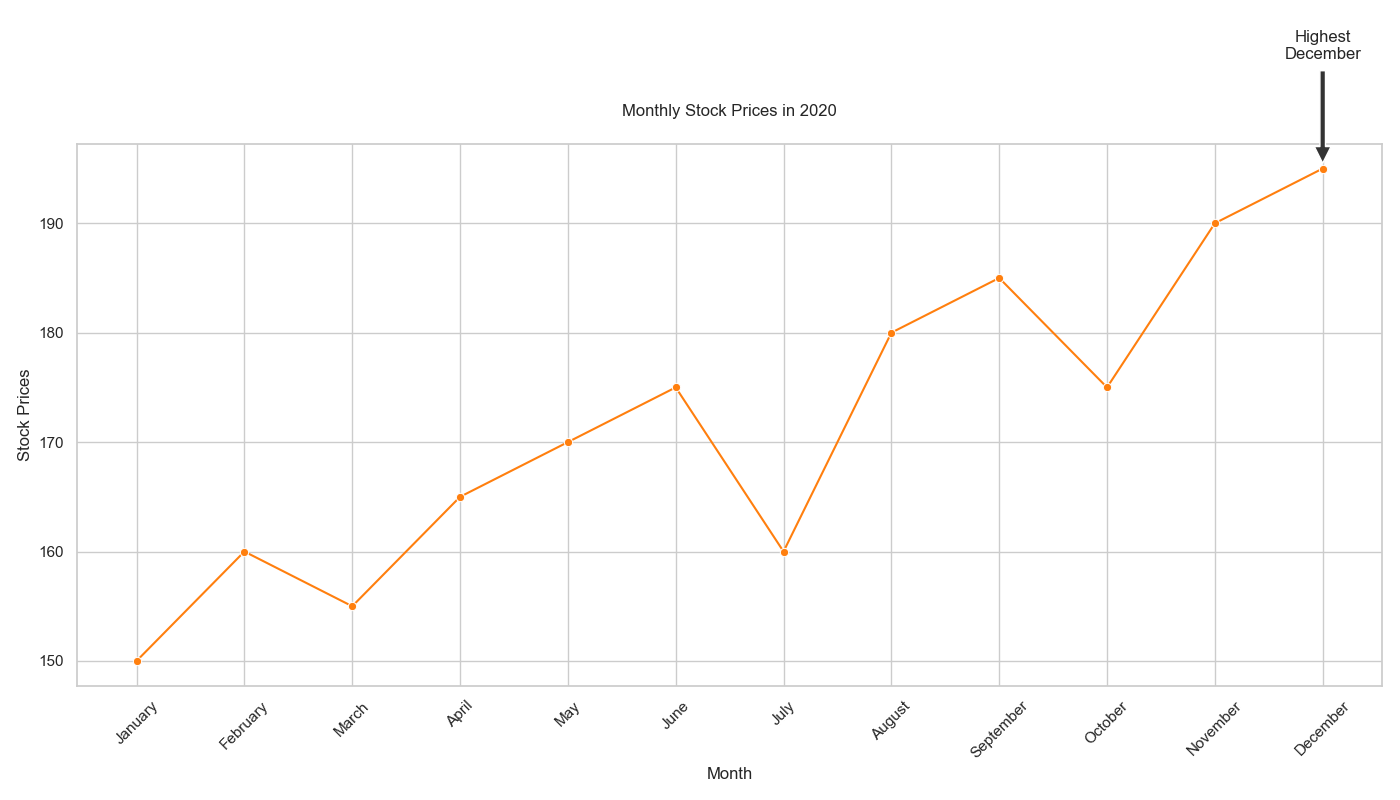 Highest
December
Monthly Stock Prices in 2020
Stock Prices
190
180
170
160
150
January
February
March
April
May
June
July
August
September
October
November
December
Month